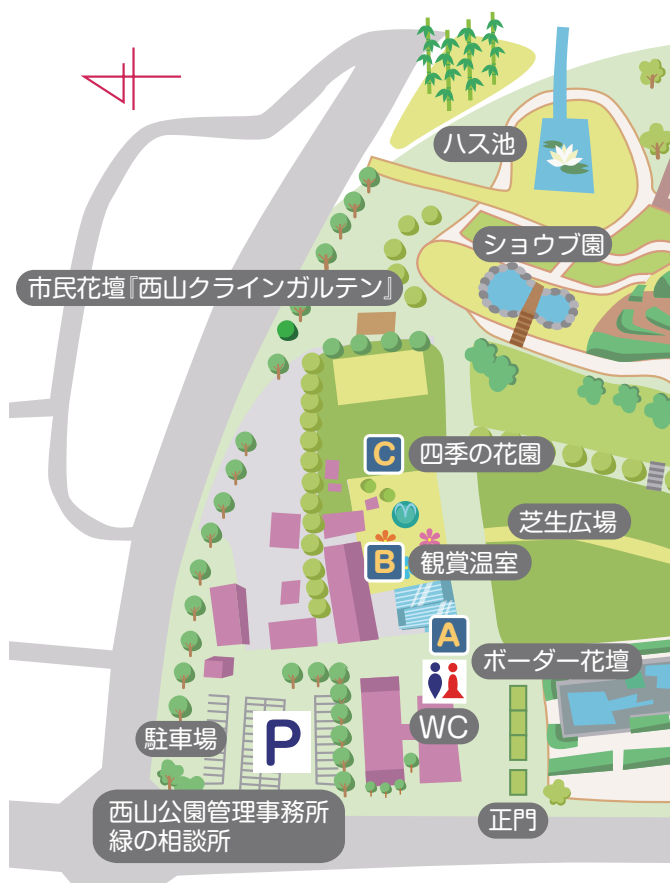 ハス池
ショウブ園
市民花壇『西山クラインガルテン』
C 四季の花園
芝生広場
B 観賞温室
A
ボーダー花壇
WC
駐車場
P
西山公園管理事務所
緑の相談所
正門